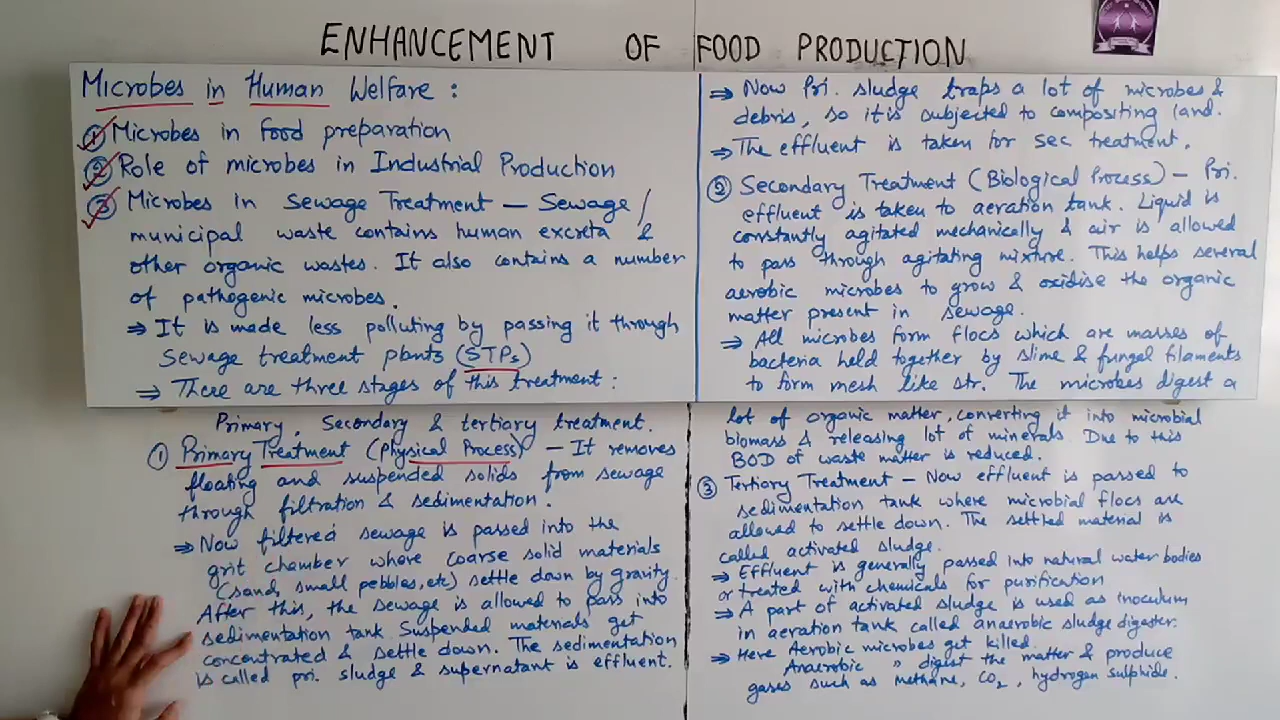 ENHANCEMENT OF FOOD PRODUCTION
Microbes in Human Welfare :
① Microbes in food preparation
② Role of microbes in Industrial Production
③ Microbes in Sewage Treatment – Sewage/
municipal waste contains human excreta &
other organic wastes. It also contains a number
of pathogenic microbes.
⇒ It is made less polluting by passing it through
Sewage treatment plants (STPs)
⇒ There are three stages of this treatment :
Primary, Secondary & tertiary treatment.
① Primary Treatment (Physical Process) – It removes
floating and suspended solids from sewage
through filtration & sedimentation.
⇒ Now filtered sewage is passed into the
grit chamber where coarse solid materials
(sand, small pebbles, etc) settle down by gravity.
After this, the sewage is allowed to pass into
sedimentation tank. Suspended materials get
concentrated & settle down. The sedimentation
is called pri. sludge & supernatant is effluent.
⇒ Now Pri. sludge traps a lot of microbes &
debris, so it is subjected to compositing land.
⇒ The effluent is taken for sec treatment.
② Secondary Treatment (Biological Process) – Pri.
effluent is taken to aeration tank. Liquid is
constantly agitated mechanically & air is allowed
to pass through agitating mixture. This helps several
aerobic microbes to grow & oxidise the organic
matter present in sewage.
⇒ All microbes form flocs which are masses of
bacteria held together by slime & fungal filaments
to form mesh like str. The microbes digest a
lot of organic matter, converting it into microbial
biomass & releasing lot of minerals. Due to this
BOD of waste matter is reduced.
③ Tertiary Treatment – Now effluent is passed to
sedimentation tank where microbial flocs are
allowed to settle down. The settled material is
called activated sludge.
⇒ Effluent is generally passed into natural water bodies
or treated with chemicals for purification
⇒ A part of activated sludge is used as inoculum
in aeration tank called anaerobic sludge digaster.
⇒ Here Aerobic microbes get killed.
Anaerobic " digest the matter & produce
gases such as methane, CO₂, hydrogen sulphide.